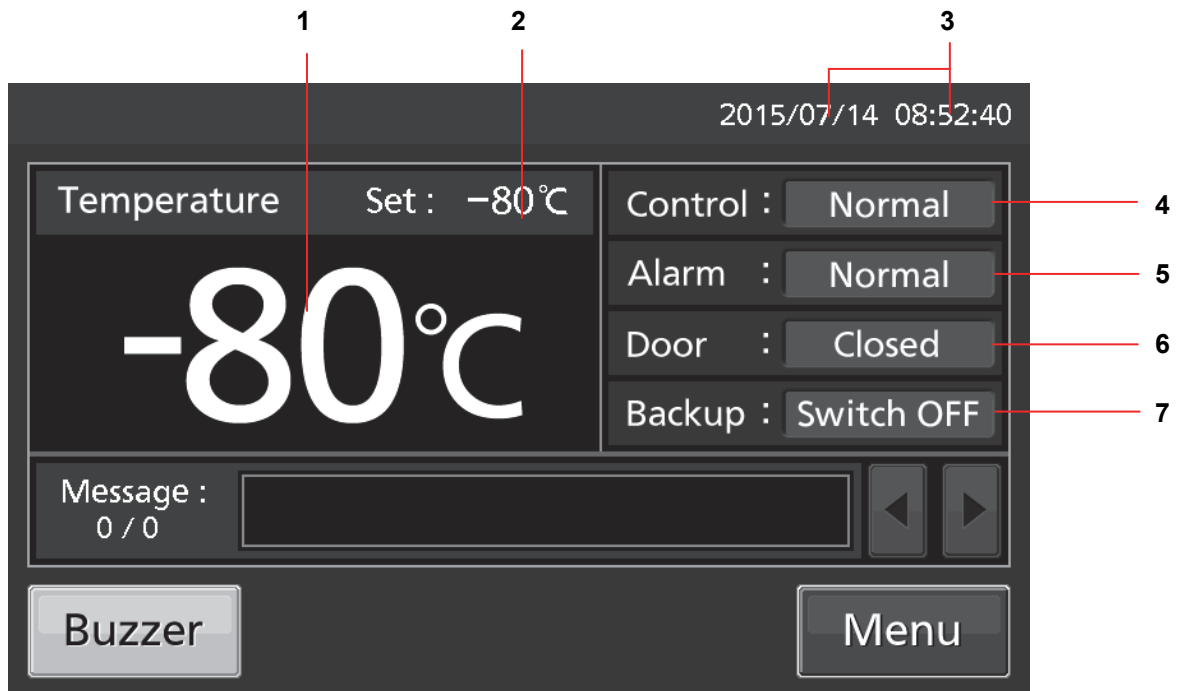 1 2 3
2015/07/14 08:52:40
Temperature Set : -80℃
-80℃
Control : Normal 4
Alarm : Normal 5
Door : Closed 6
Backup : Switch OFF 7
Message :
0 / 0
Buzzer Menu